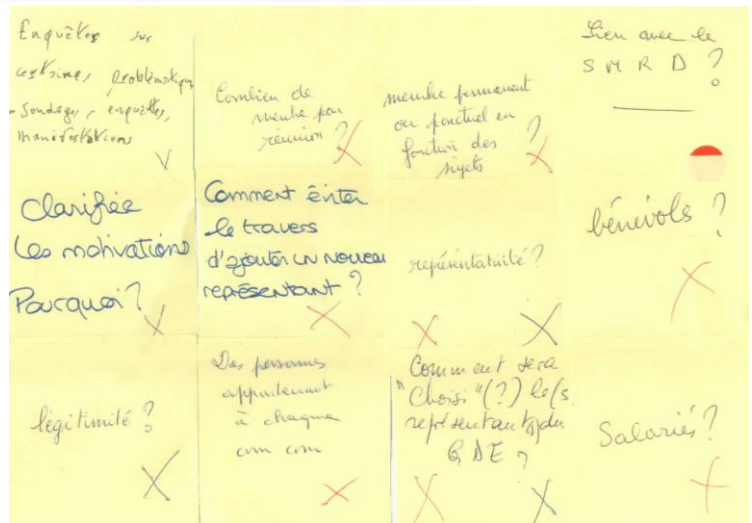 Enquêtes sur
certaines problématiques
- Sondages, enquêtes,
manifestations
Combien de
membre par
réunion ?
membre permanent
ou ponctuel en
fonction des
sujets ?
Lien avec le
SMRD ?
Clarifiée
les motivations
Pourquoi ?
Comment éviter
le travers
d'ajouter un nouveau
représentant ?
représentativité ?
bénévols ?
légitimité ?
Des personnes
appartenant
à chaque
com com
Comment sera
"Choisi" (?) le(s
représentant(s) du
GDE ?
Salariés ?